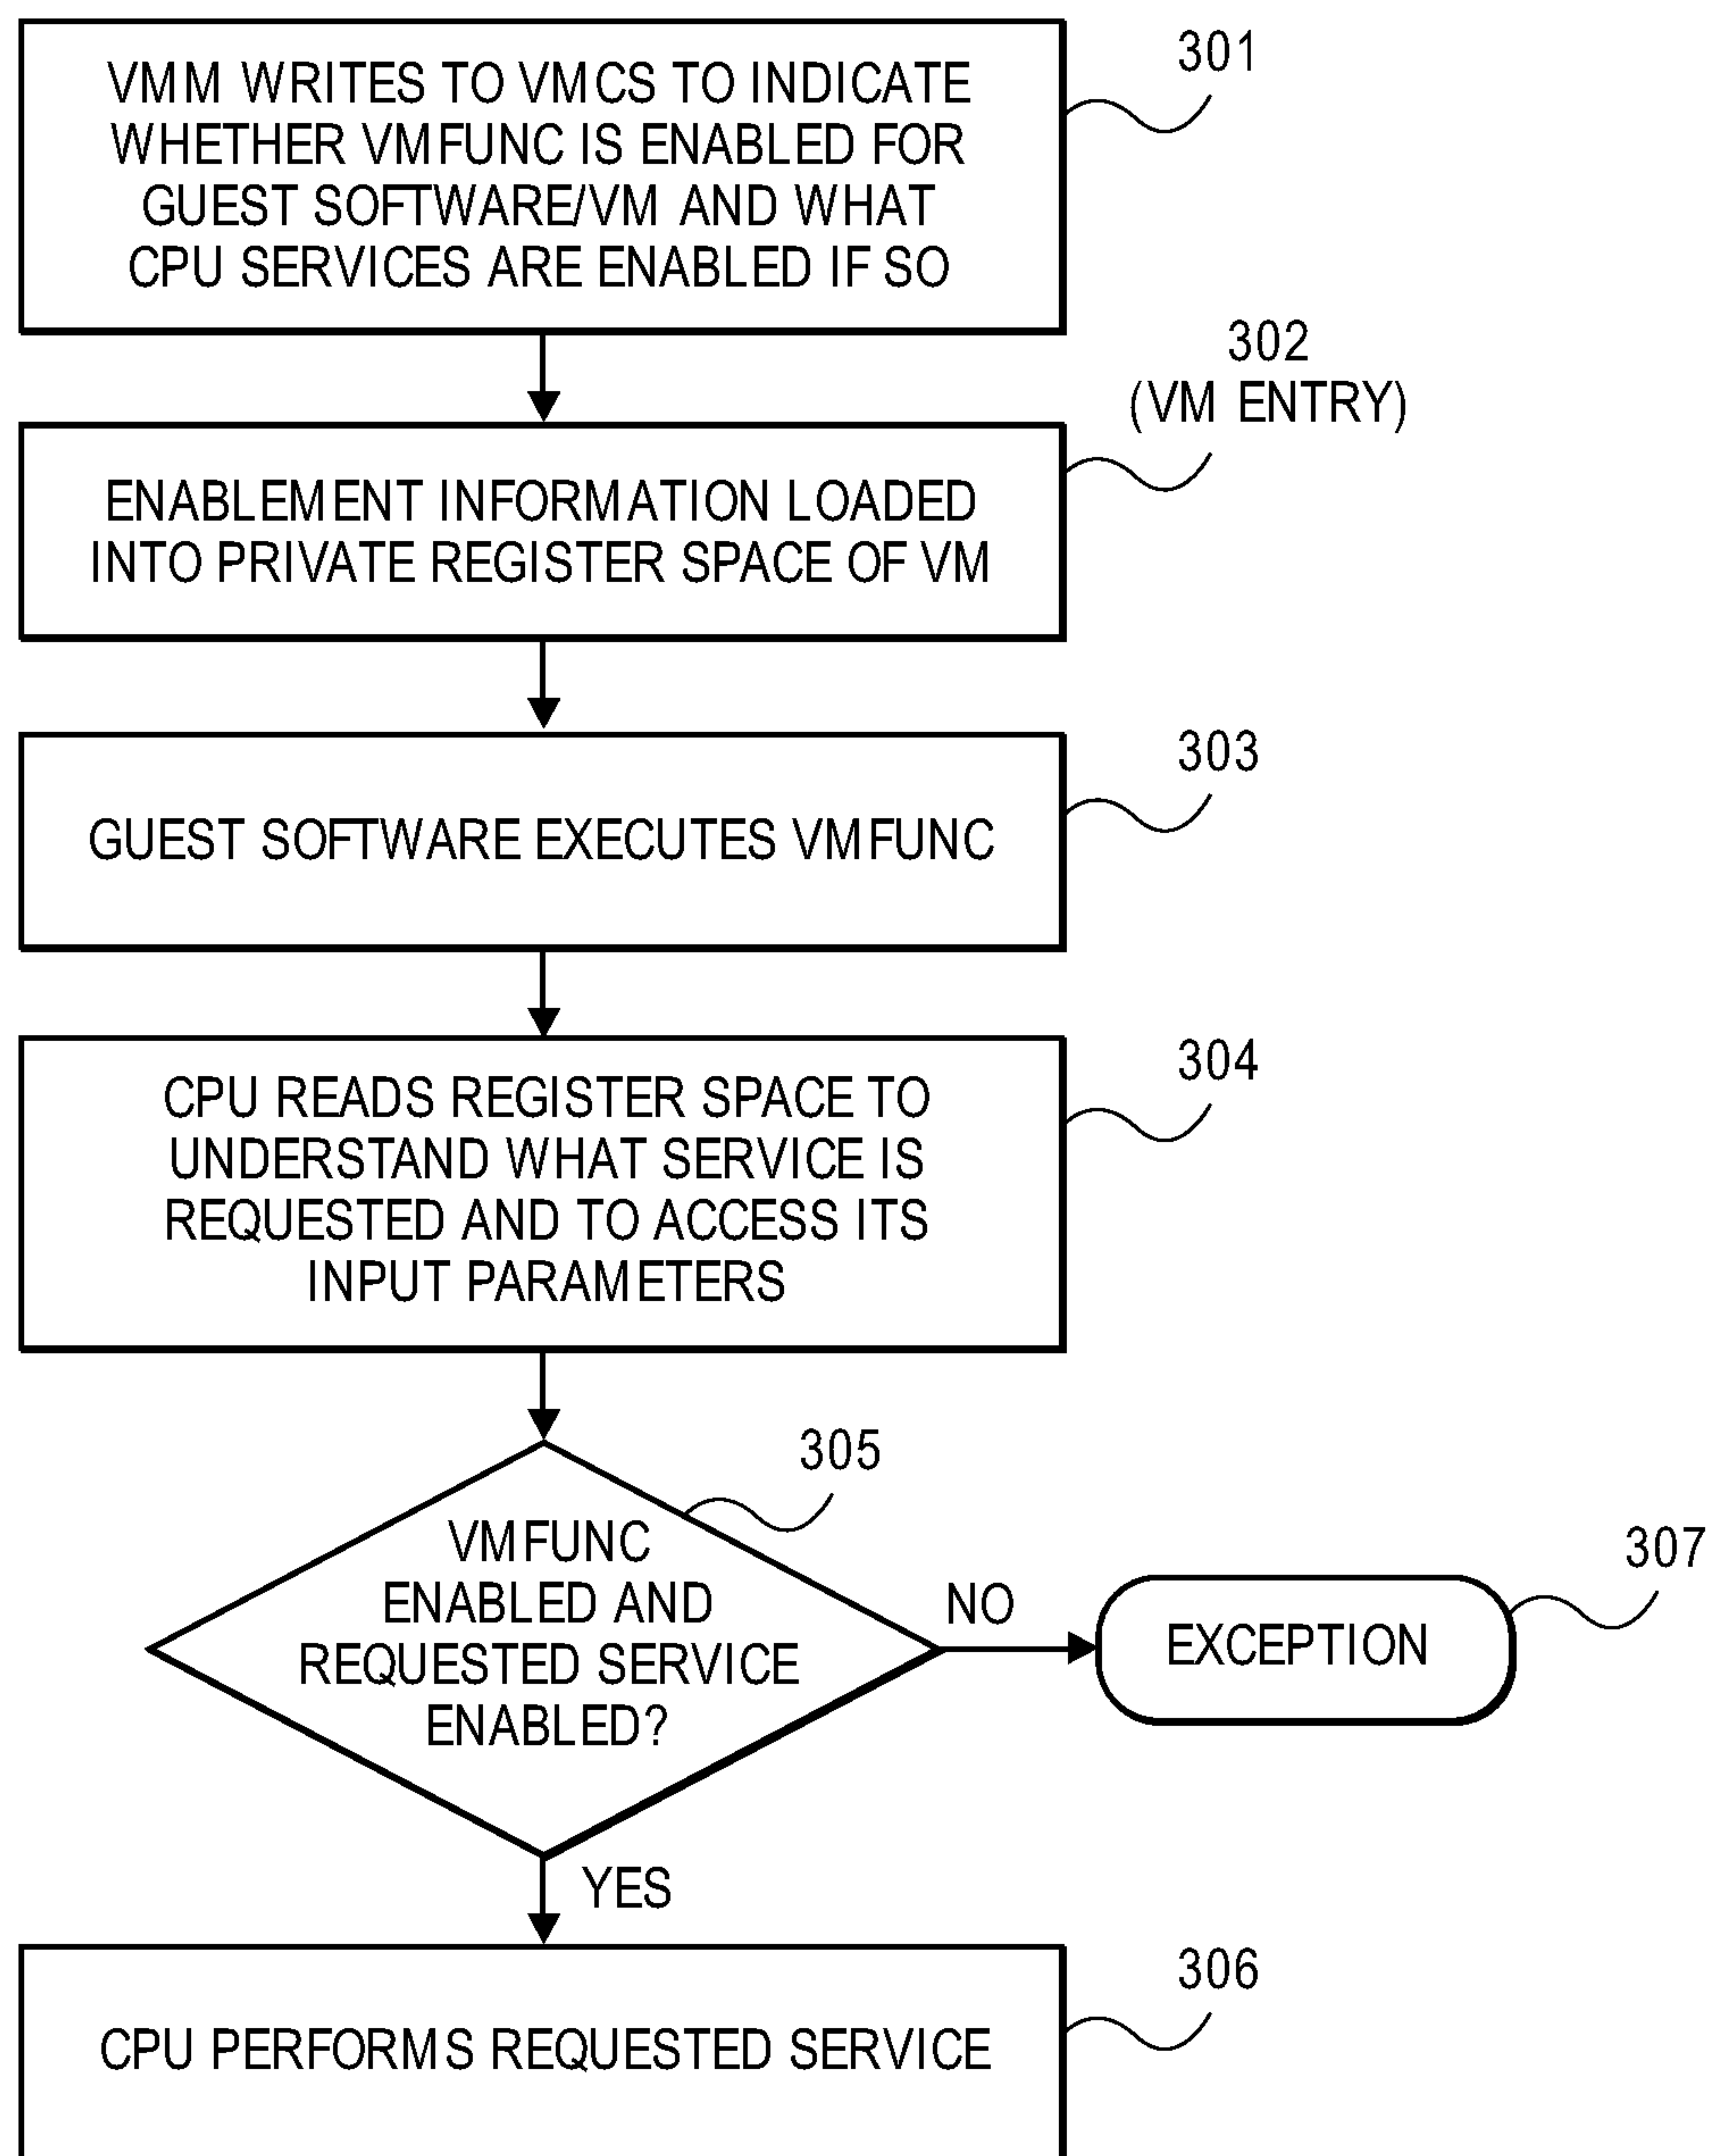 VMM WRITES TO VMCS TO INDICATE
WHETHER VMFUNC IS ENABLED FOR
GUEST SOFTWARE/VM AND WHAT
CPU SERVICES ARE ENABLED IF SO
301
302
(VM ENTRY)
ENABLEMENT INFORMATION LOADED
INTO PRIVATE REGISTER SPACE OF VM
303
GUEST SOFTWARE EXECUTES VMFUNC
304
CPU READS REGISTER SPACE TO
UNDERSTAND WHAT SERVICE IS
REQUESTED AND TO ACCESS ITS
INPUT PARAMETERS
305
VMFUNC
ENABLED AND
REQUESTED SERVICE
ENABLED?
NO
307
EXCEPTION
YES
306
CPU PERFORMS REQUESTED SERVICE